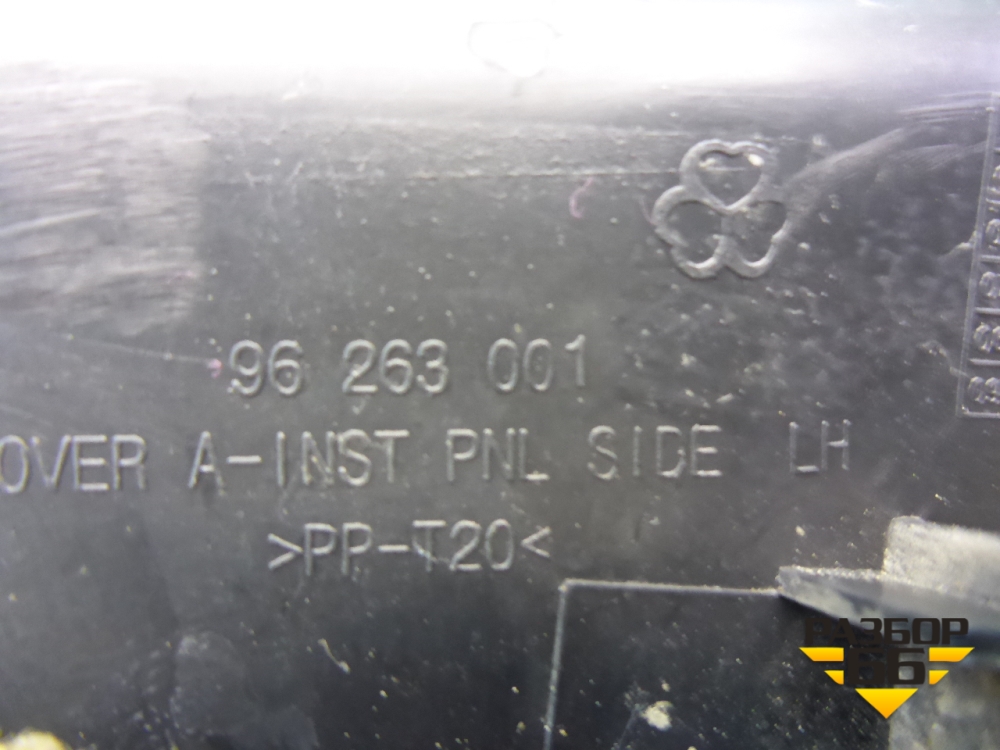 96 263 001
OVER A-INST PNL SIDE LH
>PP-T20<
РАЗБОР
66